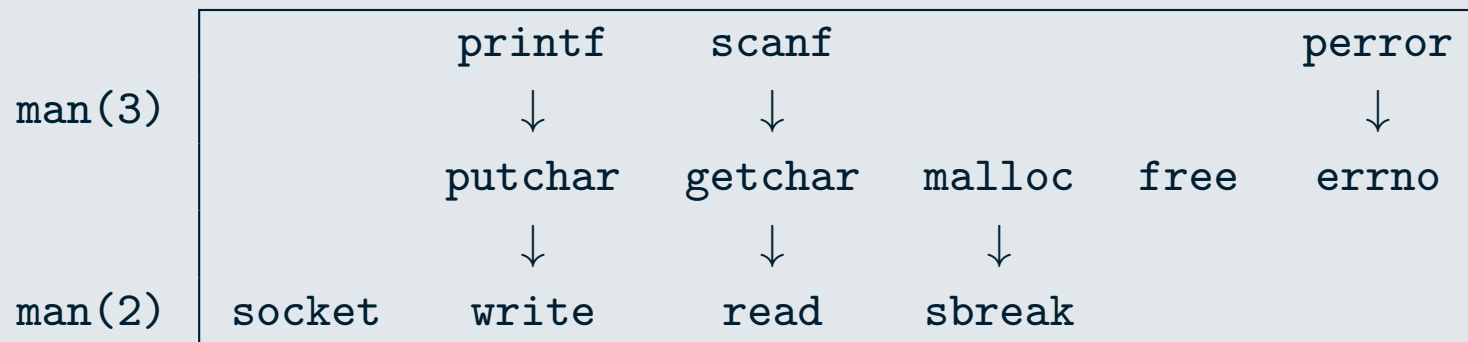 printf scanf perror
man(3) ↓ ↓ ↓
putchar getchar malloc free errno
↓ ↓ ↓
man(2) socket write read sbreak